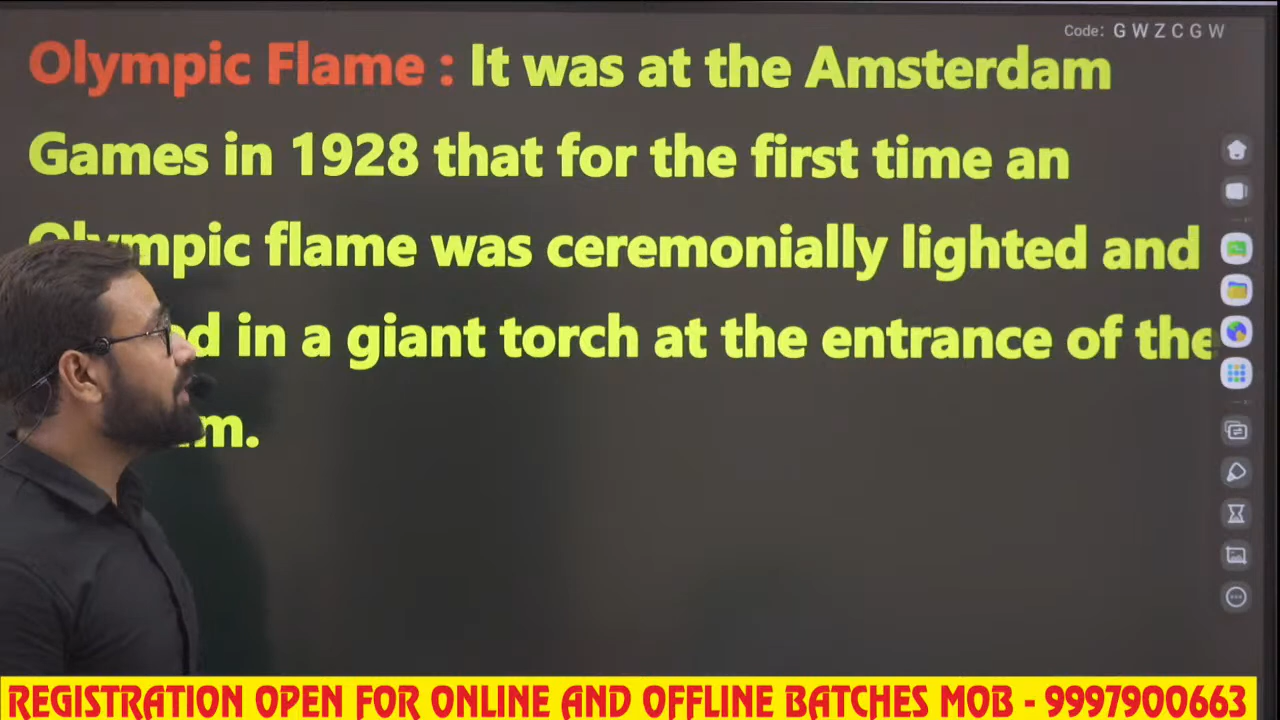 Code: G W Z C G W
Olympic Flame : It was at the Amsterdam
Games in 1928 that for the first time an
Olympic flame was ceremonially lighted and
in a giant torch at the entrance of the
REGISTRATION OPEN FOR ONLINE AND OFFLINE BATCHES MOB - 9997900663